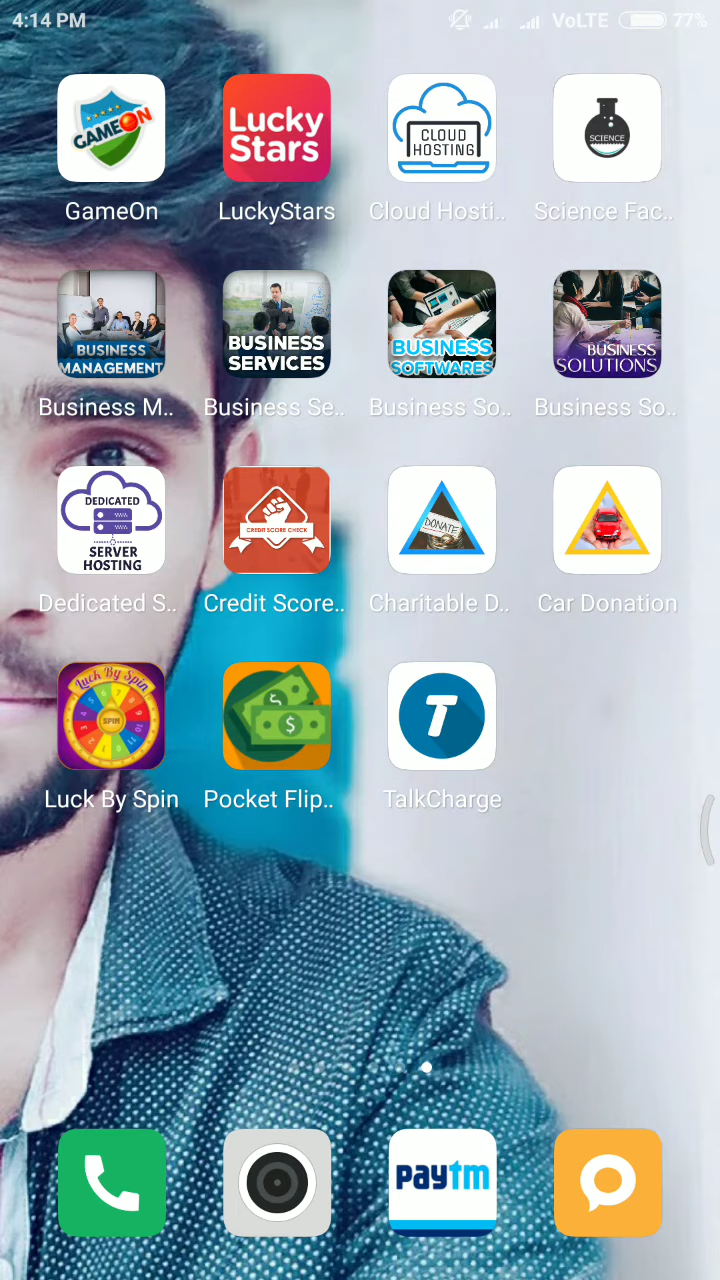 4:14 PM
VoLTE
77%
GAMEON
Lucky
Stars
CLOUD
HOSTING
SCIENCE
GameOn
LuckyStars
Cloud Hosti..
Science Fac..
BUSINESS
MANAGEMENT
BUSINESS
SERVICES
BUSINESS
SOFTWARES
BUSINESS
SOLUTIONS
Business M..
Business Se..
Business So..
Business So..
DEDICATED
SERVER
HOSTING
CREDIT SCORE CHECK
DONATE
Dedicated S..
Credit Score..
Charitable D..
Car Donation
Luck By Spin
SPIN
$
T
Luck By Spin
Pocket Flip..
TalkCharge
paytm